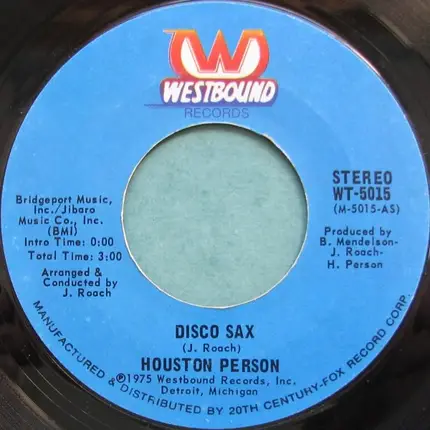 W
WESTBOUND
RECORDS
Bridgeport Music,
Inc./Jibaro
Music Co., Inc.
(BMI)
Intro Time: 0:00
Total Time: 3:00
Arranged &
Conducted by
J. Roach
STEREO
WT-5015
(M-5015-AS)
Produced by
B. Mendelson-
J. Roach-
H. Person
DISCO SAX
(J. Roach)
HOUSTON PERSON
℗1975 Westbound Records, Inc.
Detroit, Michigan
MANUFACTURED & DISTRIBUTED BY 20TH CENTURY-FOX RECORD CORP.